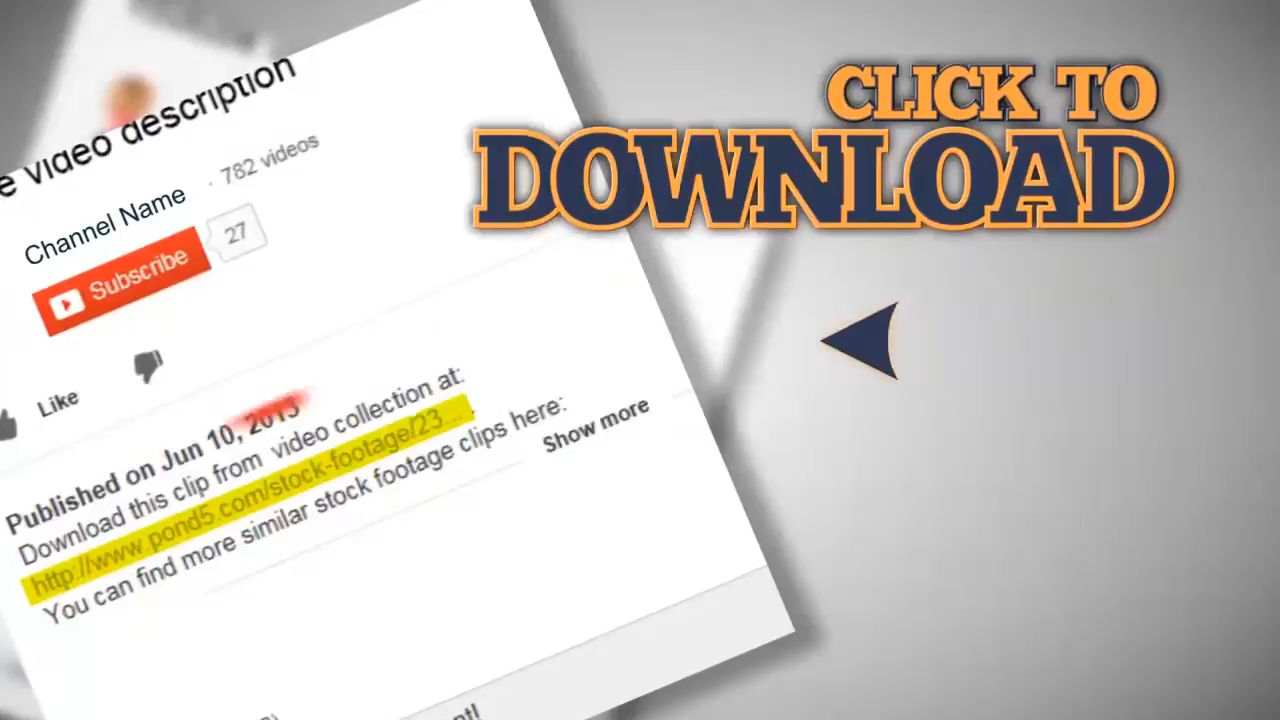 CLICK TO
DOWNLOAD
e video description
Channel Name · 782 videos
Subscribe 27
Like
Published on Jun 10, 2013
Download this clip from video collection at:
http://www.pond5.com/stock-footage/23...
You can find more similar stock footage clips here:
Show more